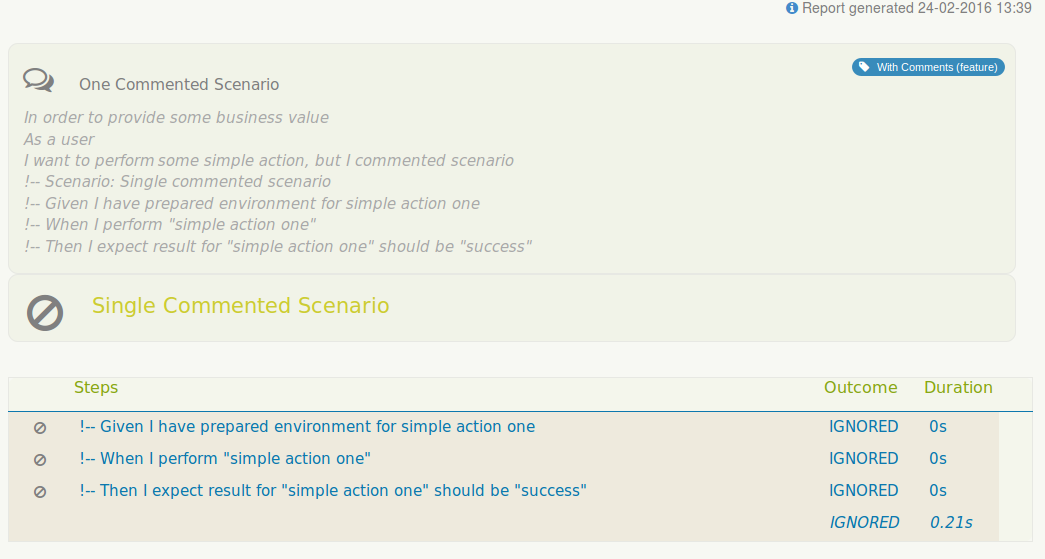 Report generated 24-02-2016 13:39
One Commented Scenario
With Comments (feature)
In order to provide some business value
As a user
I want to perform some simple action, but I commented scenario
!-- Scenario: Single commented scenario
!-- Given I have prepared environment for simple action one
!-- When I perform "simple action one"
!-- Then I expect result for "simple action one" should be "success"
Single Commented Scenario
Steps Outcome Duration
!-- Given I have prepared environment for simple action one IGNORED 0s
!-- When I perform "simple action one" IGNORED 0s
!-- Then I expect result for "simple action one" should be "success" IGNORED 0s
IGNORED 0.21s